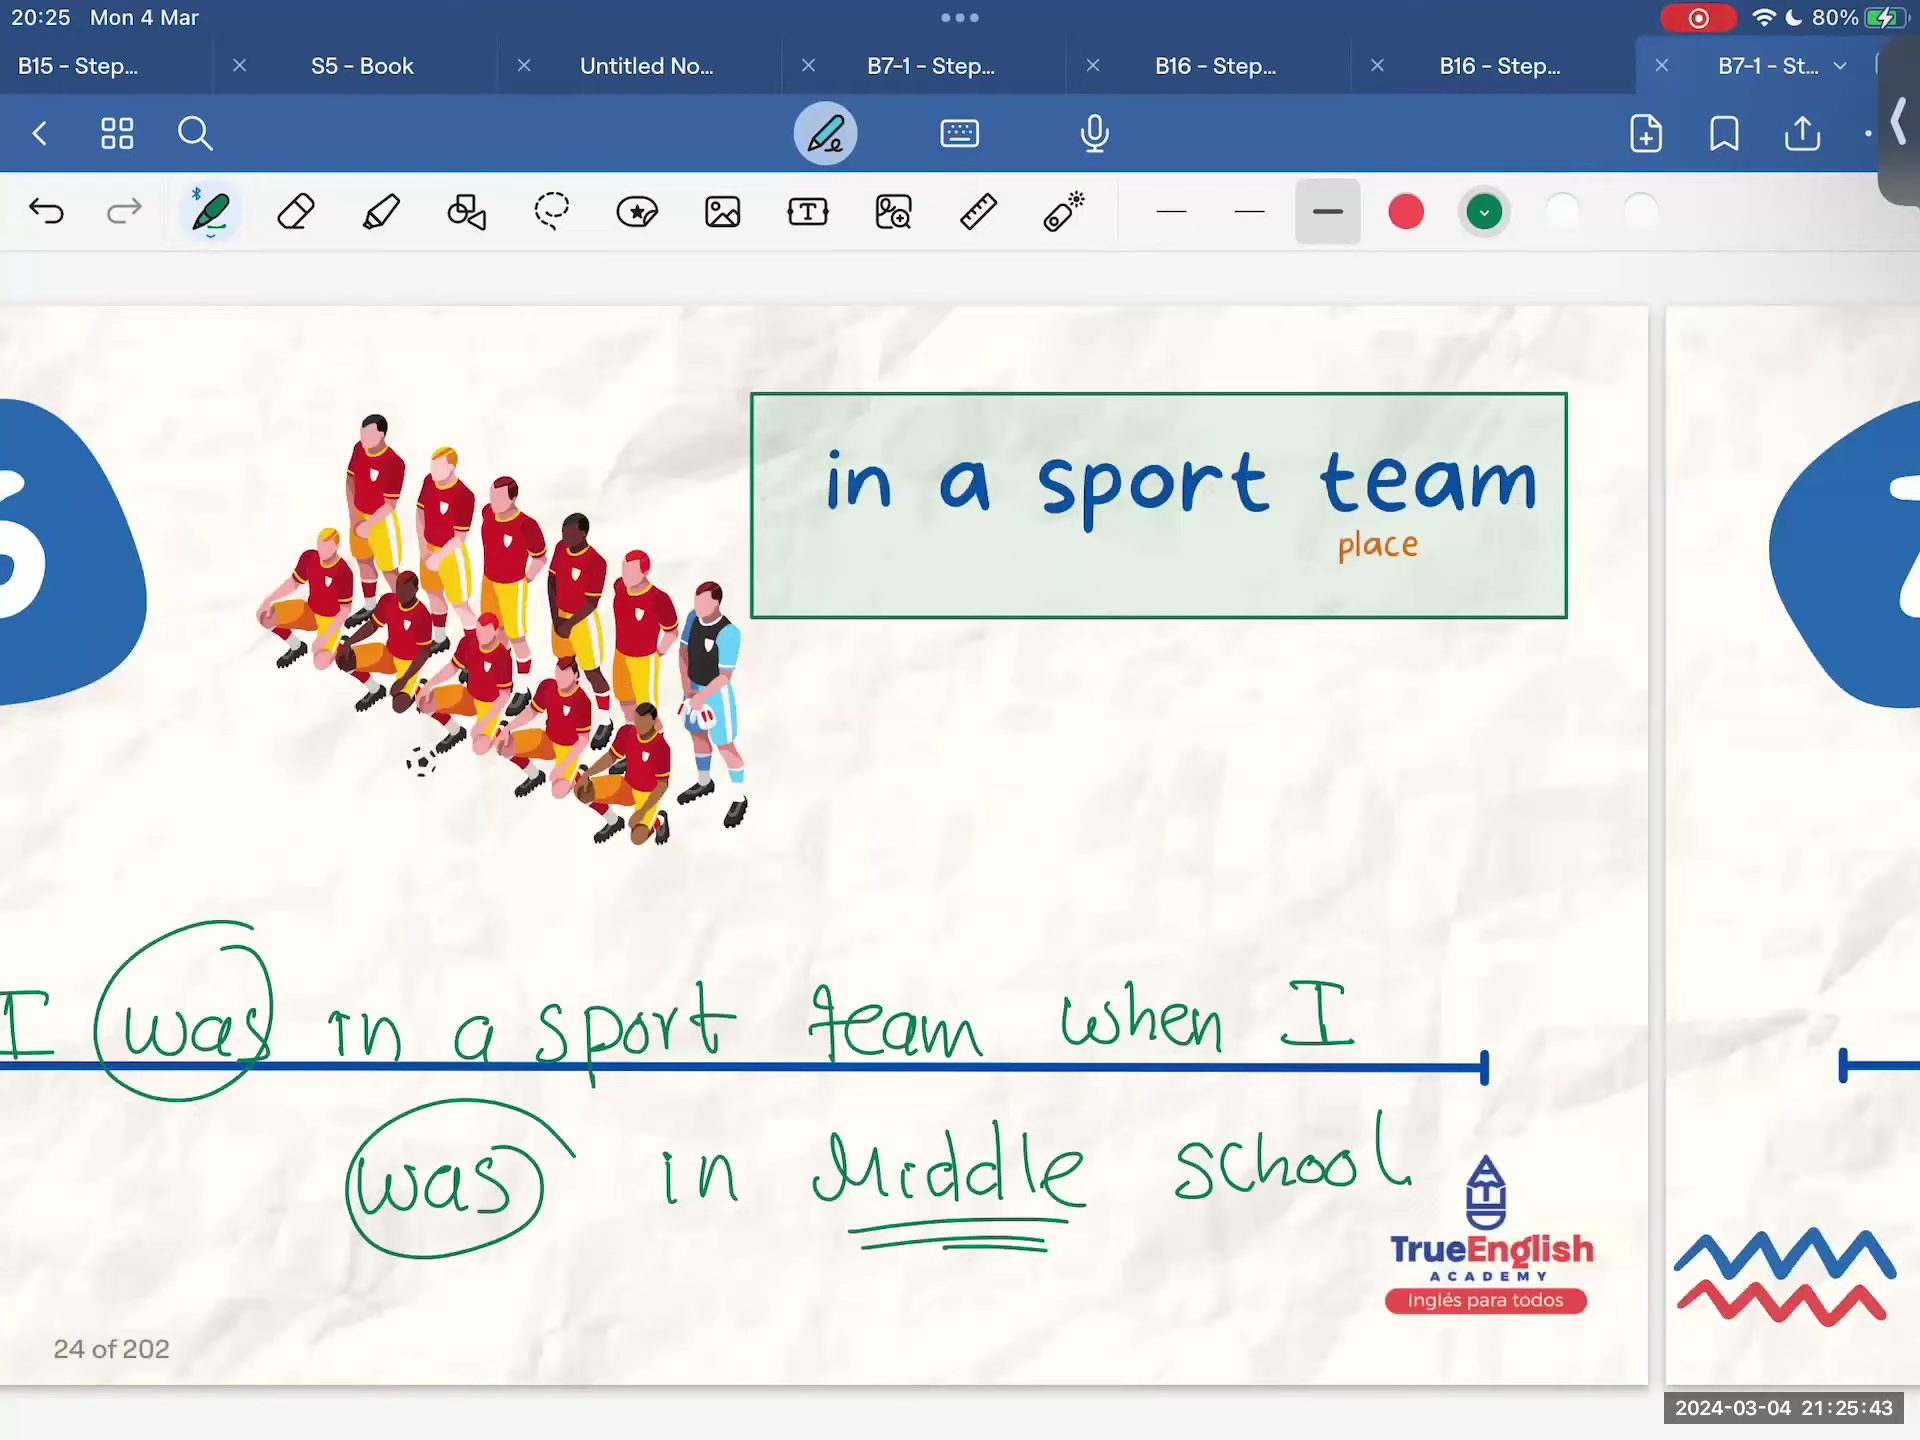 20:25 Mon 4 Mar
80%
B15 - Step...
S5 - Book
Untitled No...
B7-1 - Step...
B16 - Step...
B16 - Step...
B7-1 - St...
6
in a sport team
place
7
I was in a sport team when I
was in Middle school
TrueEnglish
ACADEMY
Inglés para todos
24 of 202
2024-03-04 21:25:43